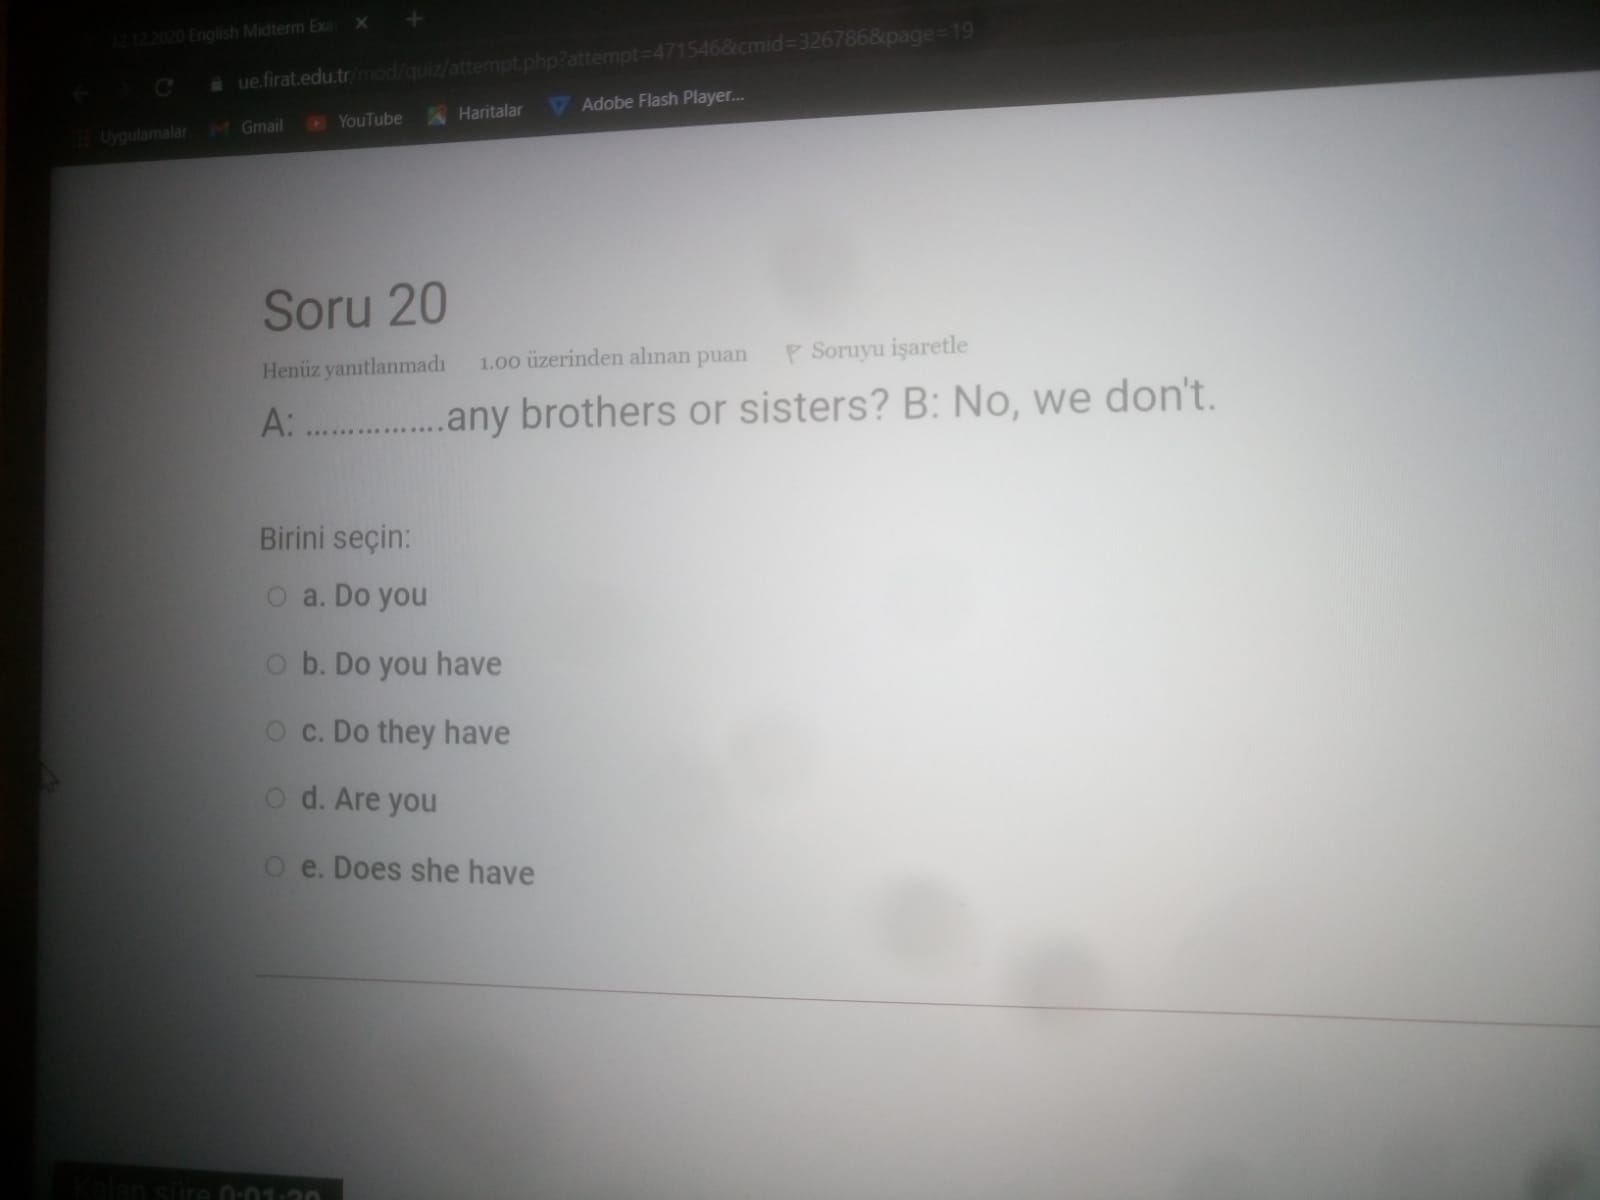 12.12.2020 English Midterm Exa
ue.firat.edu.tr/mod/quiz/attempt.php?attempt=471546&cmid=326786&page=19
Uygulamalar Gmail YouTube Haritalar Adobe Flash Player...
Soru 20
Henüz yanıtlanmadı 1.00 üzerinden alınan puan Soruyu işaretle
A: ................any brothers or sisters? B: No, we don't.
Birini seçin:
a. Do you
b. Do you have
c. Do they have
d. Are you
e. Does she have
Kalan süre